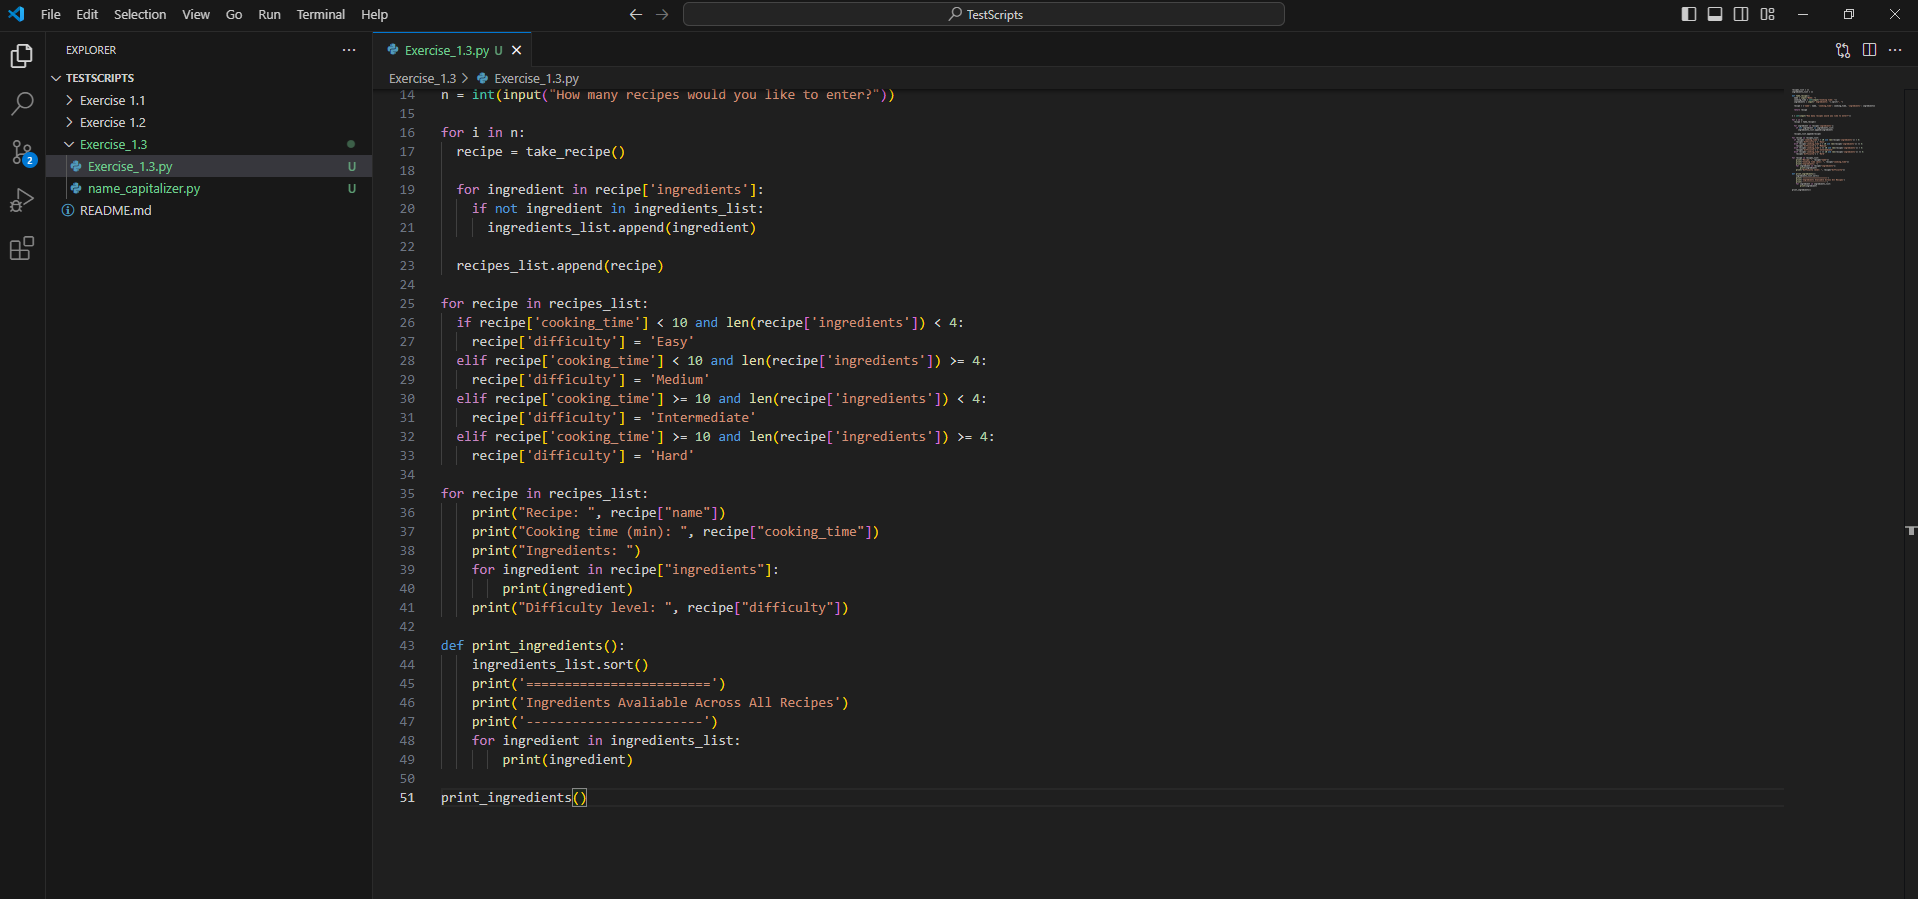 File Edit Selection View Go Run Terminal Help
TestScripts
EXPLORER
TESTSCRIPTS
Exercise 1.1
Exercise 1.2
Exercise_1.3
Exercise_1.3.py U
name_capitalizer.py U
README.md
2
Exercise_1.3.py U
Exercise_1.3 > Exercise_1.3.py
14 n = int(input("How many recipes would you like to enter?"))
15
16 for i in n:
17 recipe = take_recipe()
18
19 for ingredient in recipe['ingredients']:
20 if not ingredient in ingredients_list:
21 ingredients_list.append(ingredient)
22
23 recipes_list.append(recipe)
24
25 for recipe in recipes_list:
26 if recipe['cooking_time'] < 10 and len(recipe['ingredients']) < 4:
27 recipe['difficulty'] = 'Easy'
28 elif recipe['cooking_time'] < 10 and len(recipe['ingredients']) >= 4:
29 recipe['difficulty'] = 'Medium'
30 elif recipe['cooking_time'] >= 10 and len(recipe['ingredients']) < 4:
31 recipe['difficulty'] = 'Intermediate'
32 elif recipe['cooking_time'] >= 10 and len(recipe['ingredients']) >= 4:
33 recipe['difficulty'] = 'Hard'
34
35 for recipe in recipes_list:
36 print("Recipe: ", recipe["name"])
37 print("Cooking time (min): ", recipe["cooking_time"])
38 print("Ingredients: ")
39 for ingredient in recipe["ingredients"]:
40 print(ingredient)
41 print("Difficulty level: ", recipe["difficulty"])
42
43 def print_ingredients():
44 ingredients_list.sort()
45 print('========================')
46 print('Ingredients Avaliable Across All Recipes')
47 print('-----------------------')
48 for ingredient in ingredients_list:
49 print(ingredient)
50
51 print_ingredients()